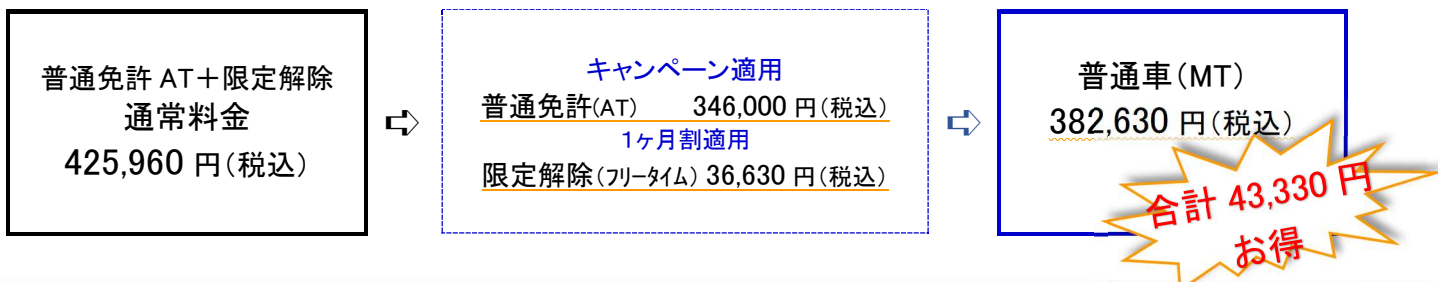 普通免許 AT+限定解除
通常料金
425,960 円(税込)
⇨
キャンペーン適用
普通免許(AT) 346,000 円(税込)
1ヶ月割適用
限定解除(フリータイム) 36,630 円(税込)
⇨
普通車(MT)
382,630 円(税込)
合計 43,330 円
お得